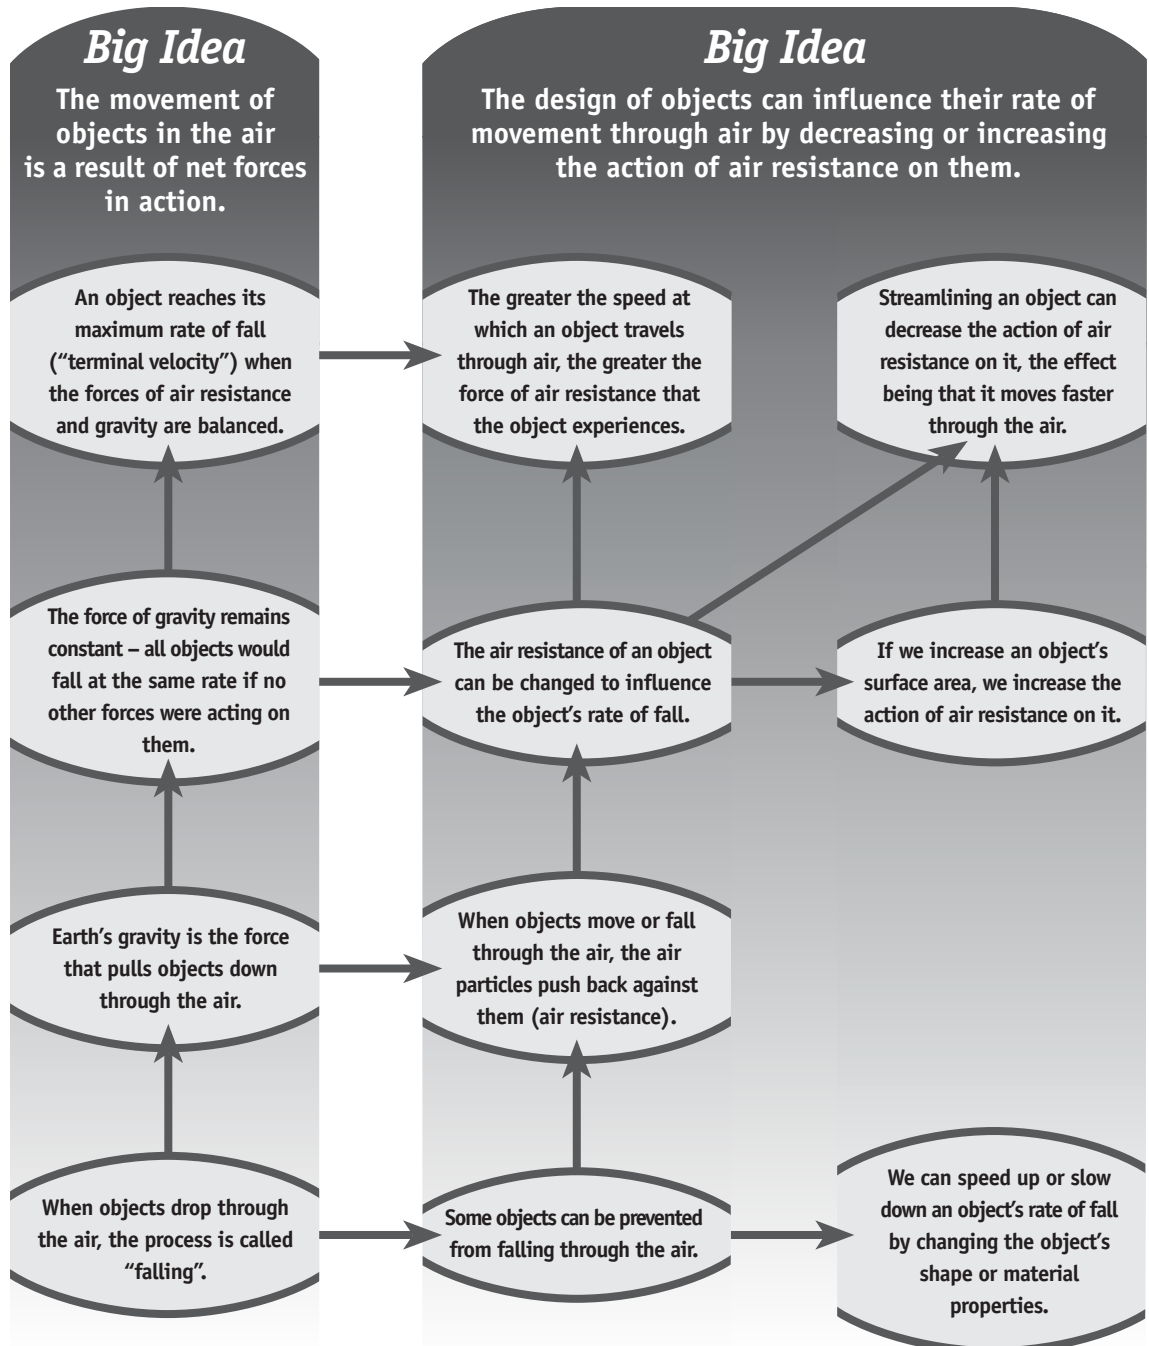 Big Idea
The movement of
objects in the air
is a result of net forces
in action.
Big Idea
The design of objects can influence their rate of
movement through air by decreasing or increasing
the action of air resistance on them.
An object reaches its
maximum rate of fall
(“terminal velocity”) when
the forces of air resistance
and gravity are balanced.
The greater the speed at
which an object travels
through air, the greater the
force of air resistance that
the object experiences.
Streamlining an object can
decrease the action of air
resistance on it, the effect
being that it moves faster
through the air.
The force of gravity remains
constant – all objects would
fall at the same rate if no
other forces were acting on
them.
The air resistance of an object
can be changed to influence
the object’s rate of fall.
If we increase an object’s
surface area, we increase the
action of air resistance on it.
Earth’s gravity is the force
that pulls objects down
through the air.
When objects move or fall
through the air, the air
particles push back against
them (air resistance).
When objects drop through
the air, the process is called
“falling”.
Some objects can be prevented
from falling through the air.
We can speed up or slow
down an object’s rate of fall
by changing the object’s
shape or material
properties.